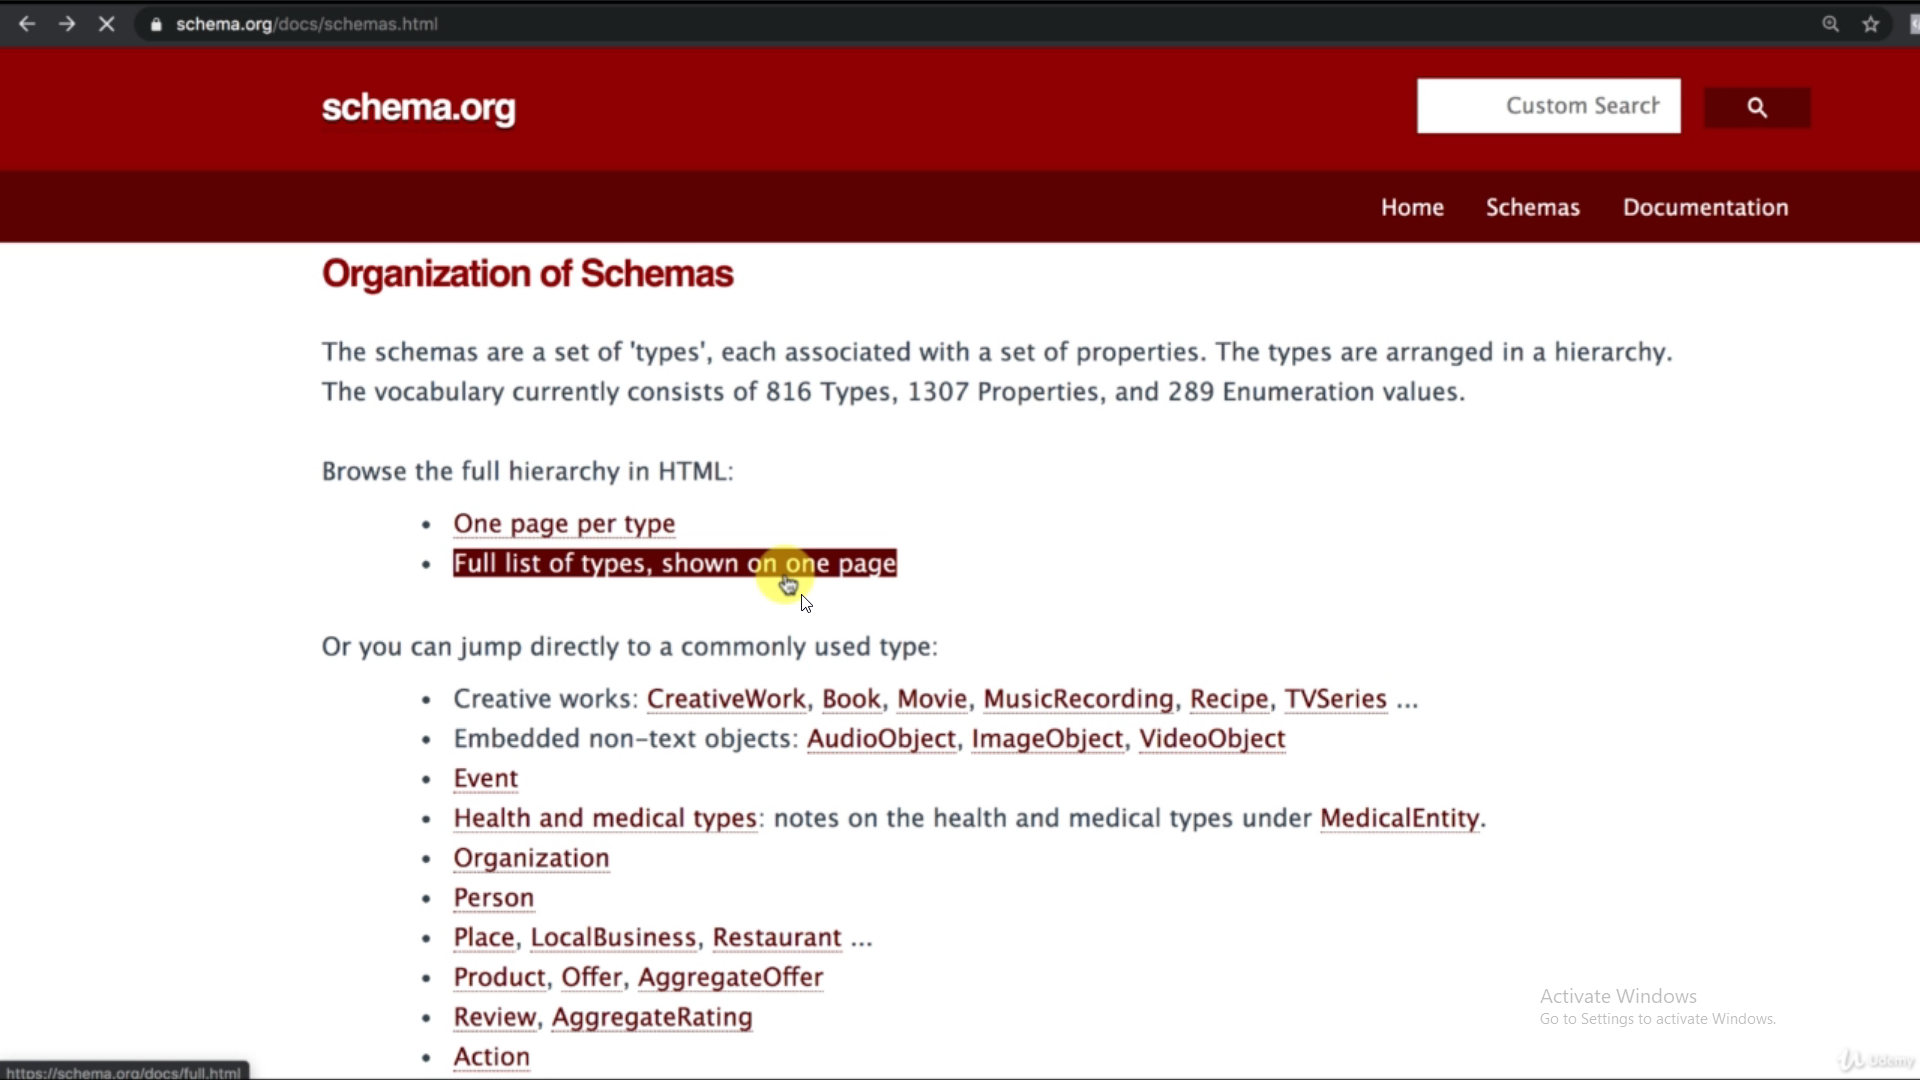 schema.org/docs/schemas.html
schema.org
Custom Search
Home Schemas Documentation
Organization of Schemas
The schemas are a set of 'types', each associated with a set of properties. The types are arranged in a hierarchy.
The vocabulary currently consists of 816 Types, 1307 Properties, and 289 Enumeration values.
Browse the full hierarchy in HTML:
• One page per type
• Full list of types, shown on one page
Or you can jump directly to a commonly used type:
• Creative works: CreativeWork, Book, Movie, MusicRecording, Recipe, TVSeries ...
• Embedded non-text objects: AudioObject, ImageObject, VideoObject
• Event
• Health and medical types: notes on the health and medical types under MedicalEntity.
• Organization
• Person
• Place, LocalBusiness, Restaurant ...
• Product, Offer, AggregateOffer
• Review, AggregateRating
• Action
Activate Windows
Go to Settings to activate Windows.
Udemy
https://schema.org/docs/full.html